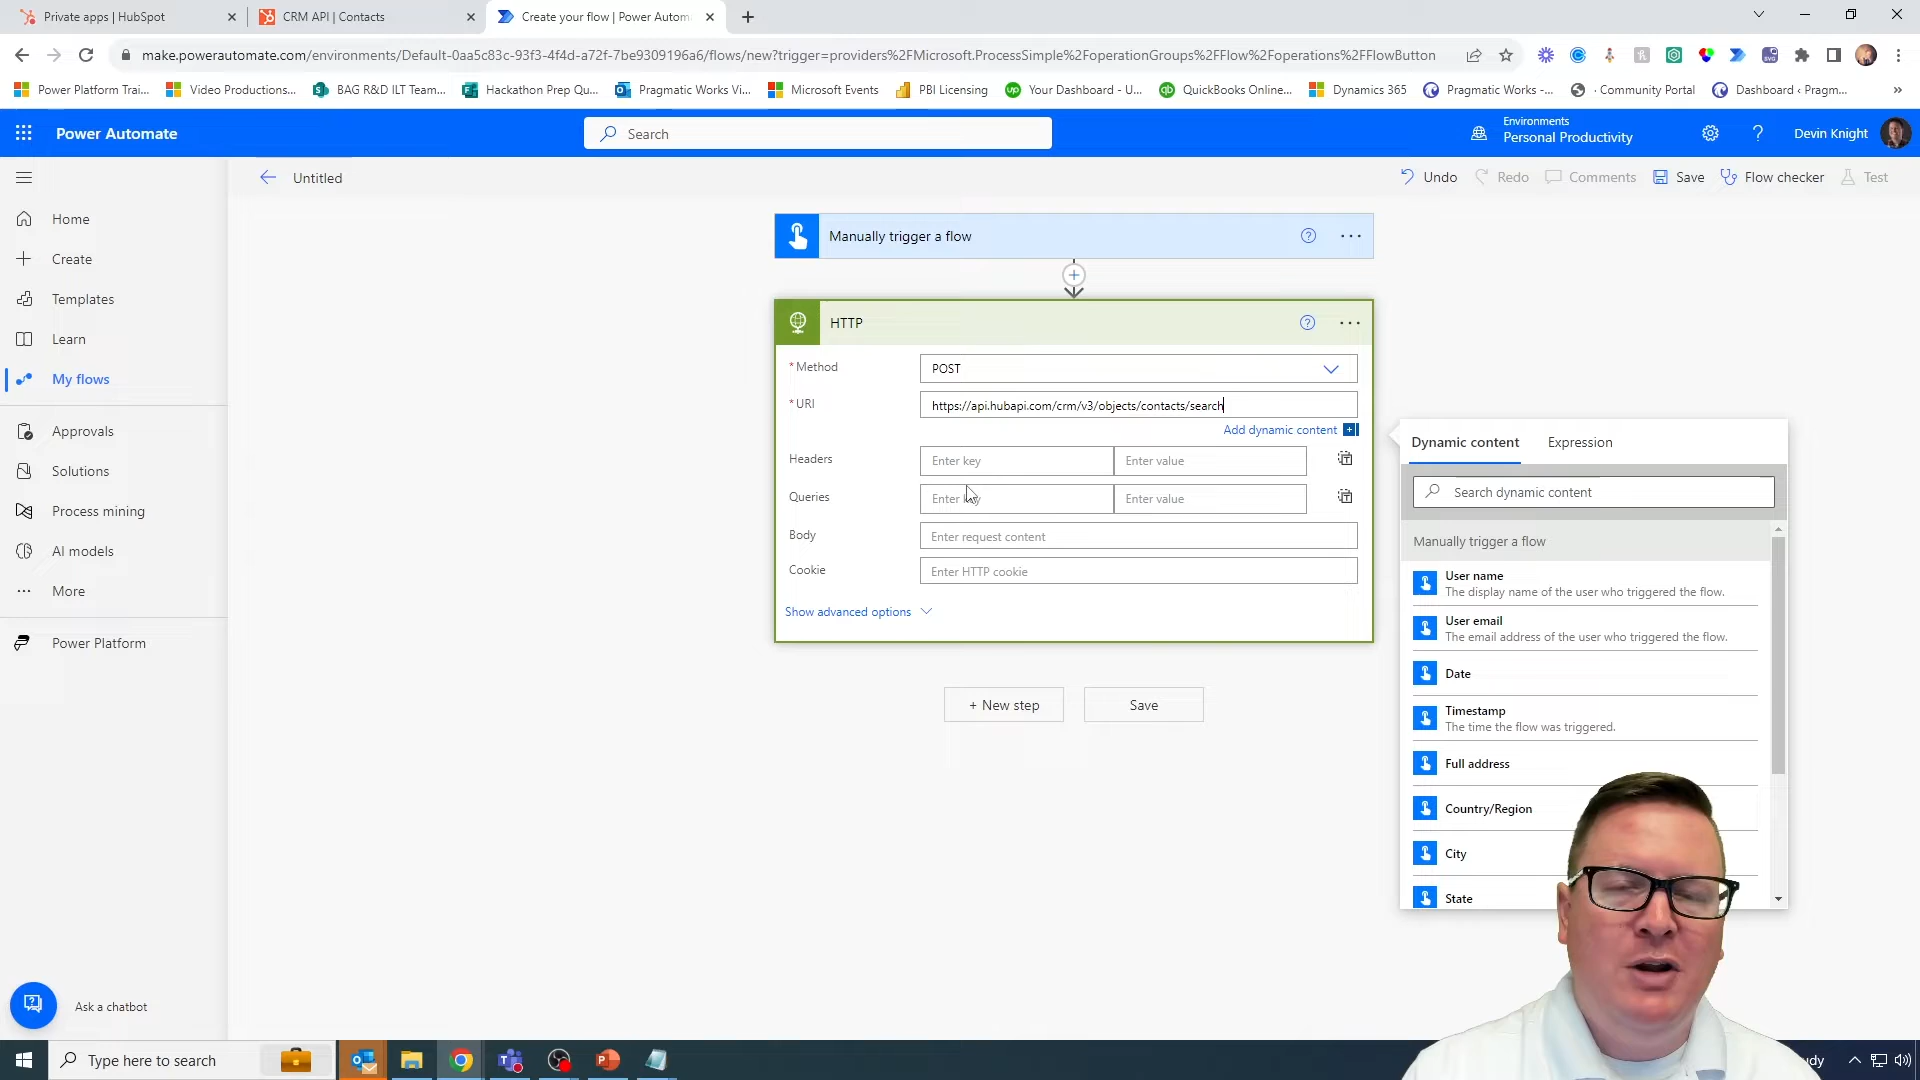 Private apps | HubSpot
CRM API | Contacts
Create your flow | Power Autom
make.powerautomate.com/environments/Default-0aa5c83c-93f3-4f4d-a72f-7be9309196a6/flows/new?trigger=providers%2FMicrosoft.ProcessSimple%2FoperationGroups%2FFlow%2Foperations%2FFlowButton
Power Platform Trai...
Video Productions...
BAG R&D ILT Team...
Hackathon Prep Qu...
Pragmatic Works Vi...
Microsoft Events
PBI Licensing
Your Dashboard - U...
QuickBooks Online...
Dynamics 365
Pragmatic Works -...
· Community Portal
Dashboard ‹ Pragm...
Power Automate
Search
Environments
Personal Productivity
Devin Knight
Untitled
Undo
Redo
Comments
Save
Flow checker
Test
Home
Create
Templates
Learn
My flows
Approvals
Solutions
Process mining
AI models
More
Power Platform
Ask a chatbot
Manually trigger a flow
HTTP
* Method
POST
* URI
https://api.hubapi.com/crm/v3/objects/contacts/search
Add dynamic content
Headers
Enter key
Enter value
Queries
Enter key
Enter value
Body
Enter request content
Cookie
Enter HTTP cookie
Show advanced options
+ New step
Save
Dynamic content
Expression
Search dynamic content
Manually trigger a flow
User name
The display name of the user who triggered the flow.
User email
The email address of the user who triggered the flow.
Date
Timestamp
The time the flow was triggered.
Full address
Country/Region
City
State
Type here to search